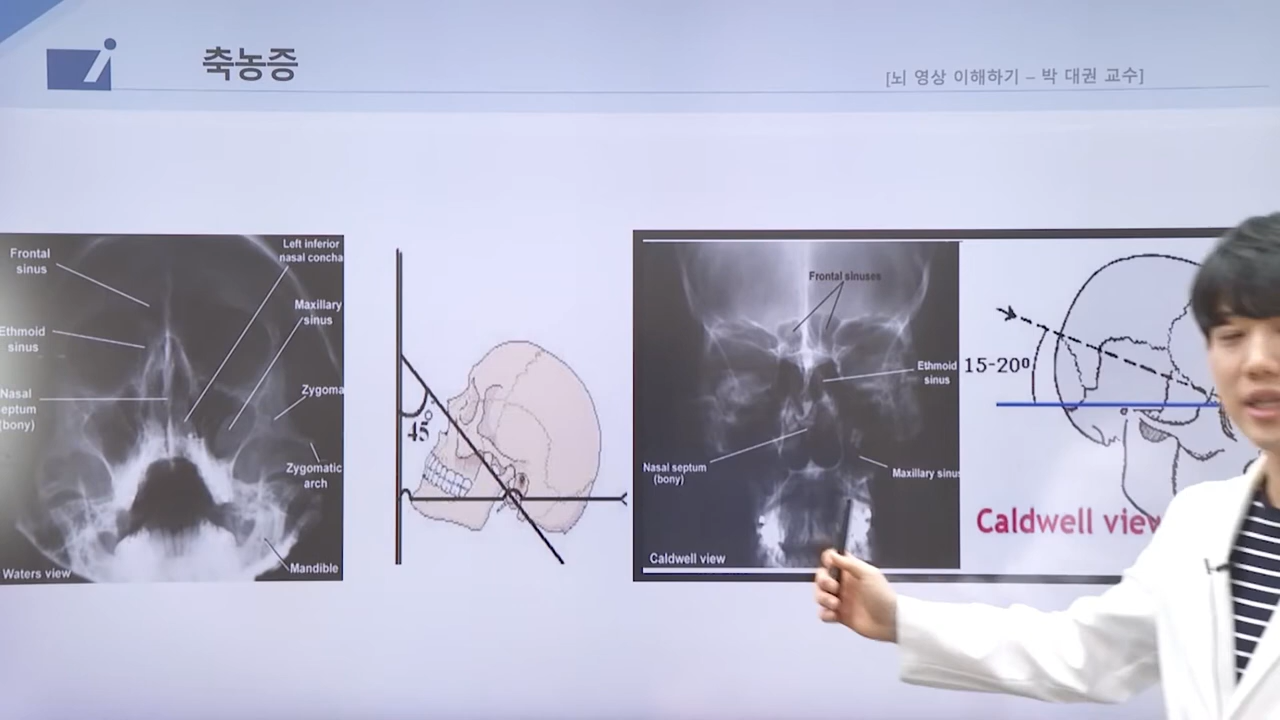 축농증
[뇌 영상 이해하기 – 박 대권 교수]
Frontal
sinus
Ethmoid
sinus
Nasal
septum
(bony)
Left inferior
nasal concha
Maxillary
sinus
Zygoma
Zygomatic
arch
Mandible
Waters view
45°
Frontal sinuses
Ethmoid
sinus
Nasal septum
(bony)
Maxillary sinus
Caldwell view
15-20º
Caldwell view